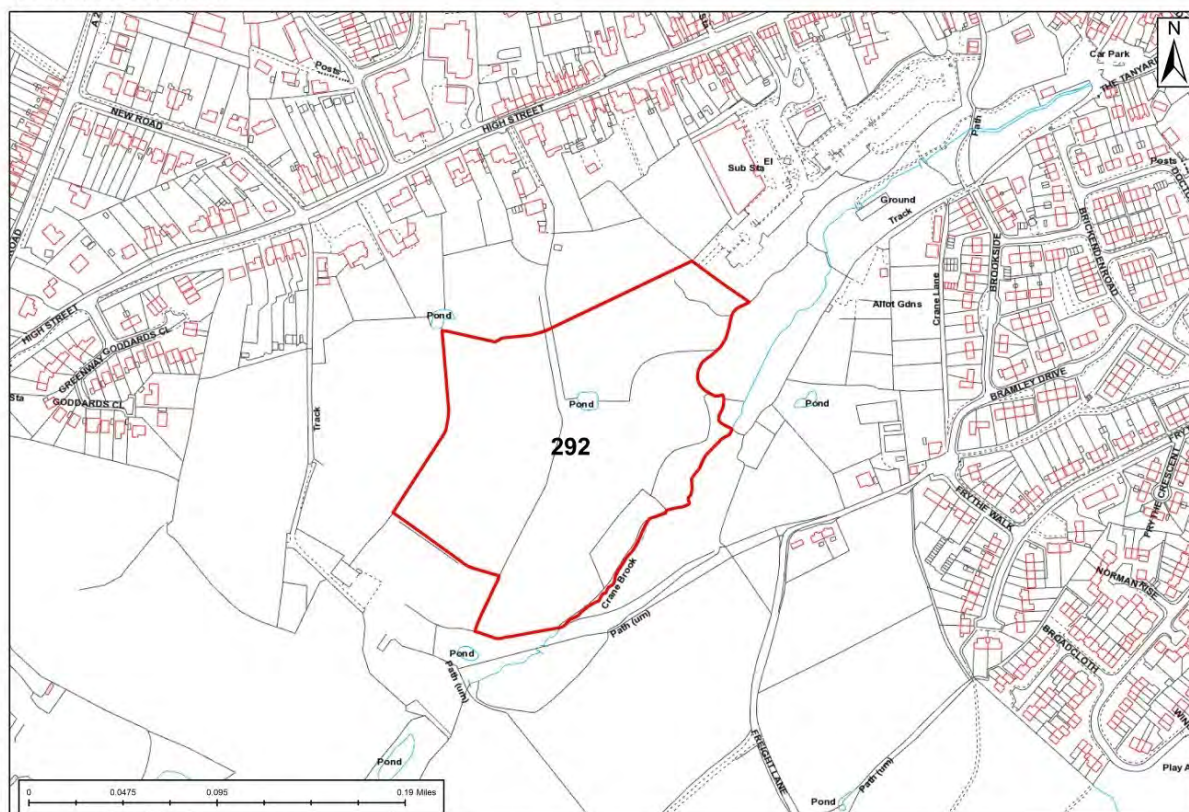 A 2
ROAD
NEW ROAD
Posts
HIGH STREET
Sta
Car Park
THE TANYARD
N
Path
El
Sub Sta
Ground
Track
Posts
BROOKSIDE
BRICKENDEN ROAD
Crane Lane
Allot Gdns
HIGH STREET
GREENWAY
GODDARDS CL
GODDARDS CL
Sta
Track
Pond
Pond
Pond
292
BRAMLEY DRIVE
FRYTHE WALK
FRYTHE CRESCENT
NORMAN RISE
BROADCLOTH
Crane Brook
Path (um)
Pond
Path (um)
Pond
FREIGHT LANE
Path (um)
Pond
Play A
0 0.0475 0.095 0.19 Miles